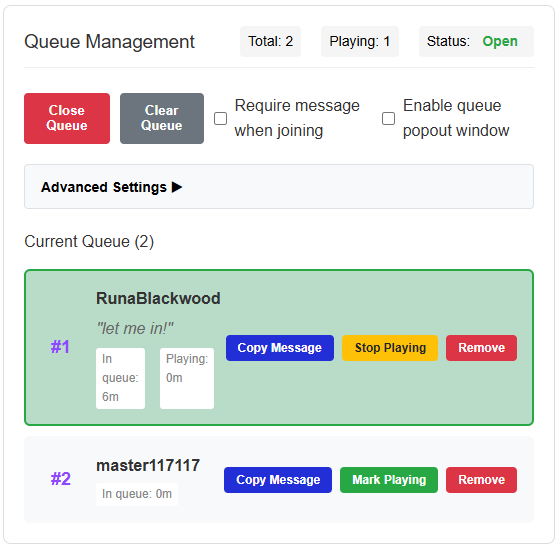 Queue Management
Total: 2
Playing: 1
Status: Open
Close
Queue
Clear
Queue
Require message
when joining
Enable queue
popout window
Advanced Settings ▶
Current Queue (2)
#1
RunaBlackwood
"let me in!"
In
queue:
6m
Playing:
0m
Copy Message
Stop Playing
Remove
#2
master117117
In queue: 0m
Copy Message
Mark Playing
Remove